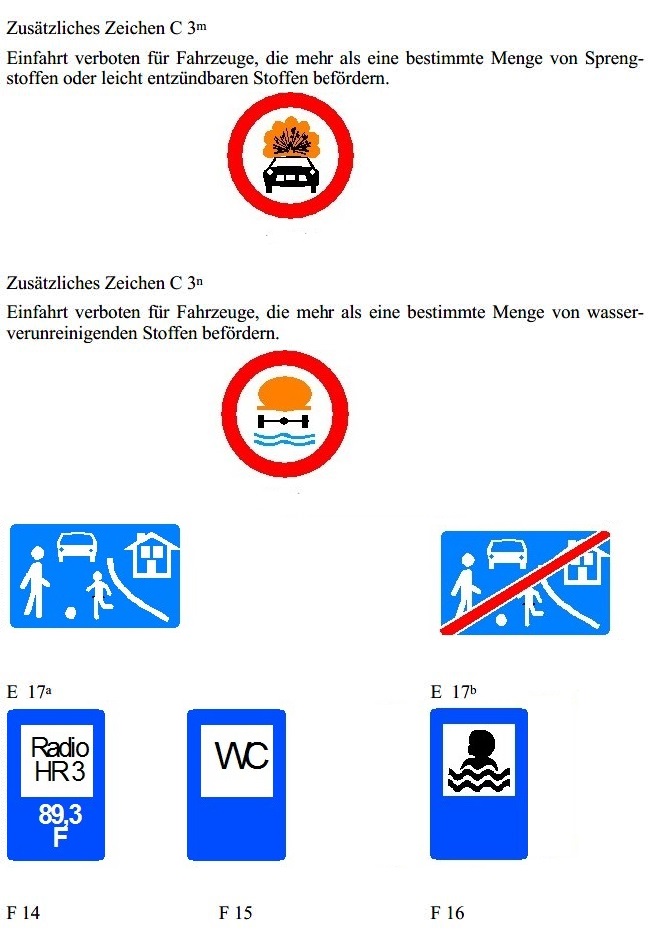 Zusätzliches Zeichen C 3ᵐ
Einfahrt verboten für Fahrzeuge, die mehr als eine bestimmte Menge von Spreng-
stoffen oder leicht entzündbaren Stoffen befördern.
Zusätzliches Zeichen C 3ⁿ
Einfahrt verboten für Fahrzeuge, die mehr als eine bestimmte Menge von wasser-
verunreinigenden Stoffen befördern.
E 17ᵃ E 17ᵇ
Radio
HR3
89,3
F
WC
F 14 F 15 F 16